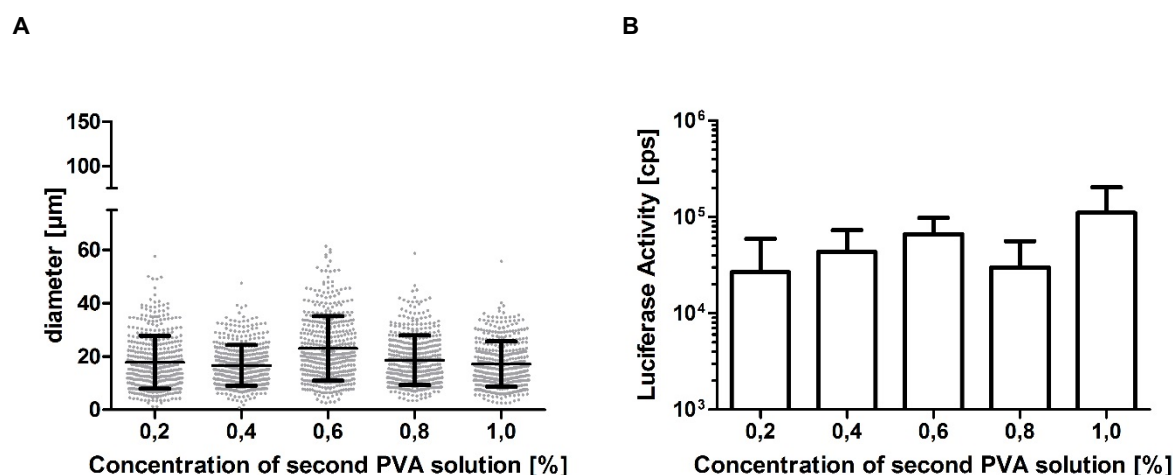 A
B
diameter [µm]
150
100
60
40
20
0
0,2 0,4 0,6 0,8 1,0
Concentration of second PVA solution [%]
Luciferase Activity [cps]
10⁶
10⁵
10⁴
10³
0,2 0,4 0,6 0,8 1,0
Concentration of second PVA solution [%]